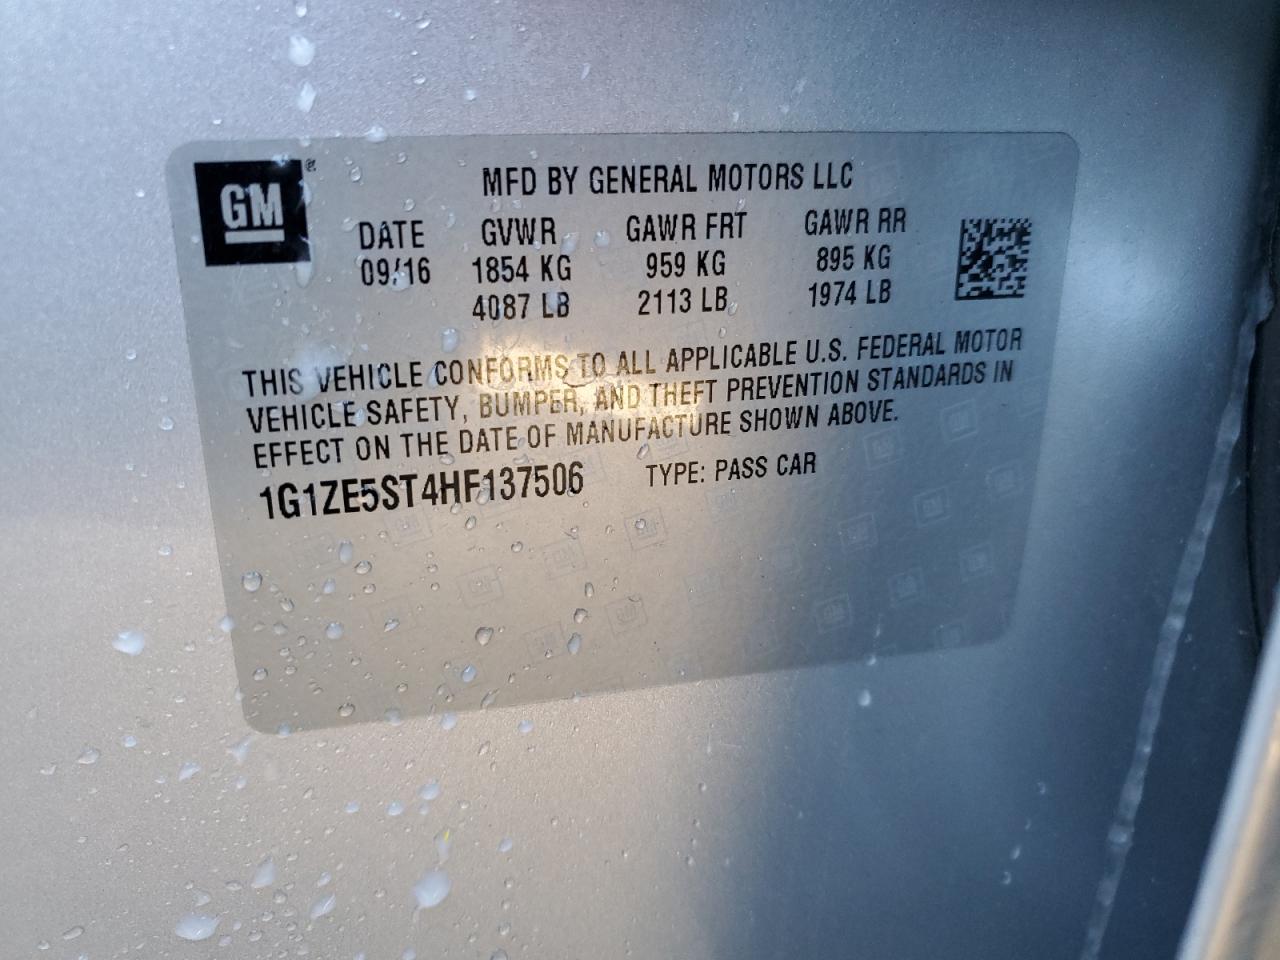 GM®
MFD BY GENERAL MOTORS LLC
DATE GVWR GAWR FRT GAWR RR
09/16 1854 KG 959 KG 895 KG
4087 LB 2113 LB 1974 LB
THIS VEHICLE CONFORMS TO ALL APPLICABLE U.S. FEDERAL MOTOR
VEHICLE SAFETY, BUMPER, AND THEFT PREVENTION STANDARDS IN
EFFECT ON THE DATE OF MANUFACTURE SHOWN ABOVE.
1G1ZE5ST4HF137506 TYPE: PASS CAR